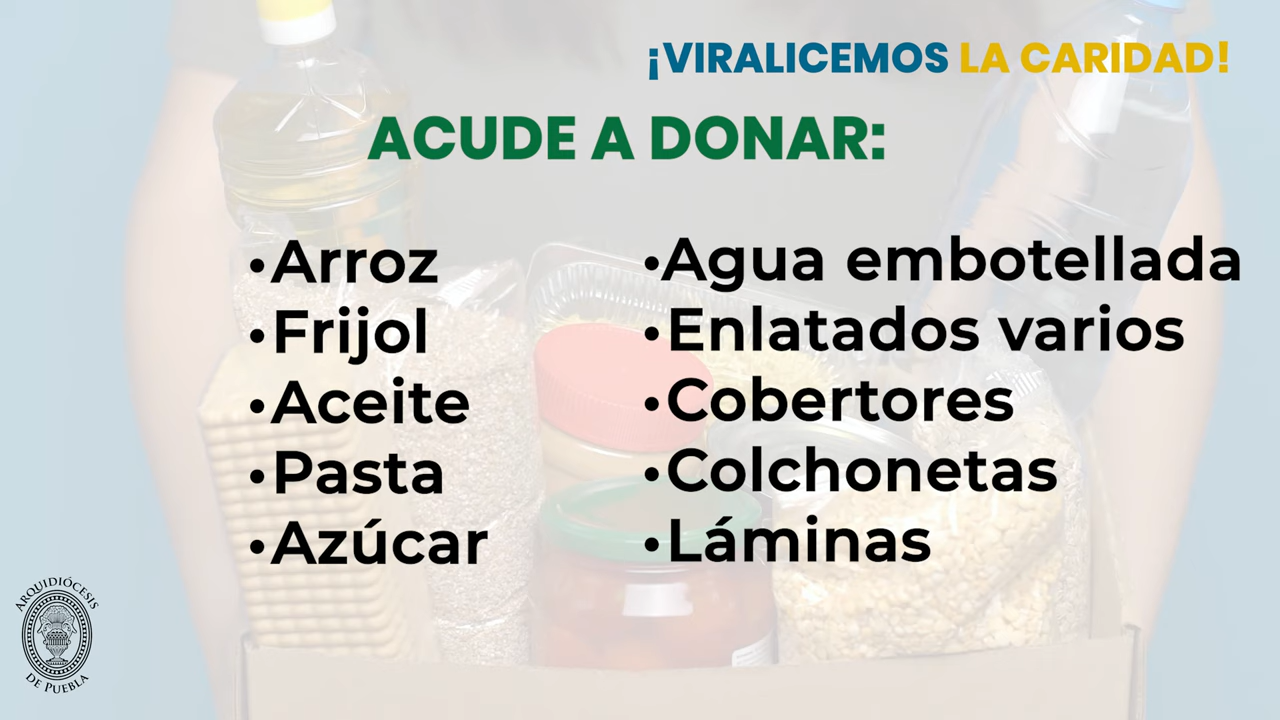 ¡VIRALICEMOS LA CARIDAD!
ACUDE A DONAR:
•Arroz
•Frijol
•Aceite
•Pasta
•Azúcar
•Agua embotellada
•Enlatados varios
•Cobertores
•Colchonetas
•Láminas
ARQUIDIÓCESIS
DE PUEBLA